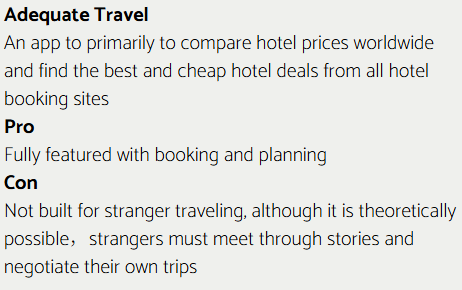 Adequate Travel
An app to primarily to compare hotel prices worldwide
and find the best and cheap hotel deals from all hotel
booking sites
Pro
Fully featured with booking and planning
Con
Not built for stranger traveling, although it is theoretically
possible，strangers must meet through stories and
negotiate their own trips